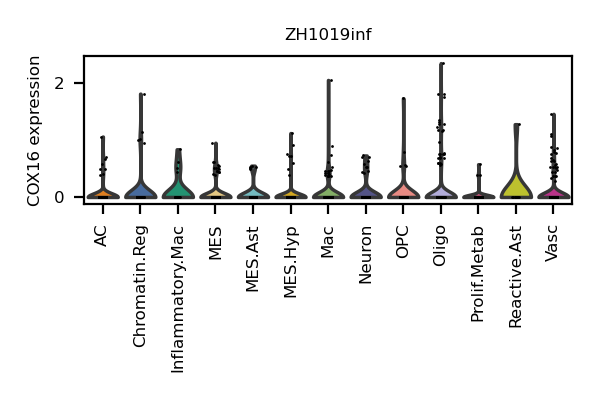 ZH1019inf
COX16 expression
2
0
AC
Chromatin.Reg
Inflammatory.Mac
MES
MES.Ast
MES.Hyp
Mac
Neuron
OPC
Oligo
Prolif.Metab
Reactive.Ast
Vasc